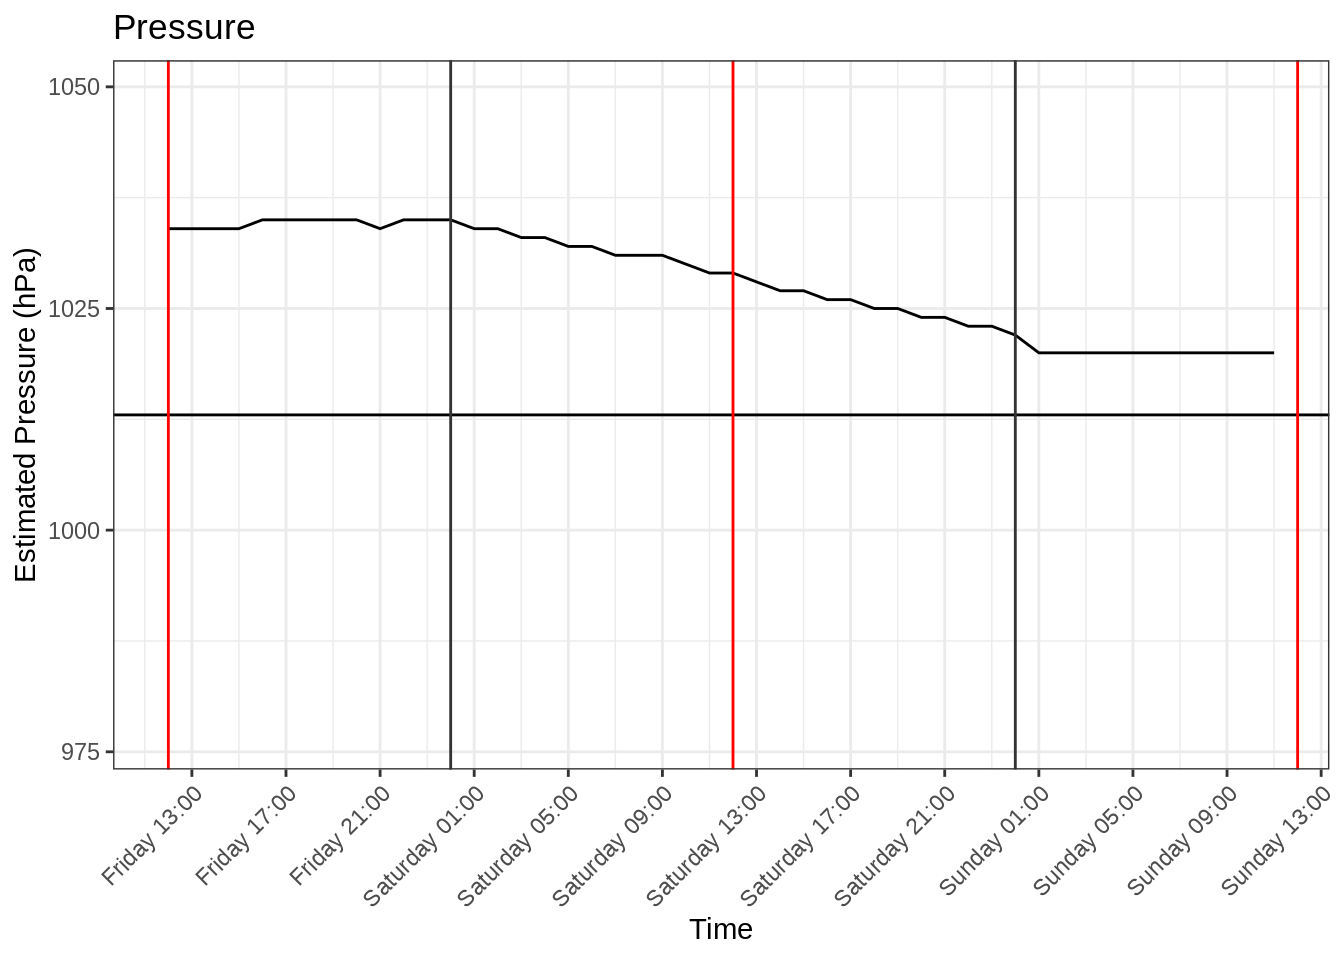 Pressure
Estimated Pressure (hPa)
1050
1025
1000
975
Friday 13:00
Friday 17:00
Friday 21:00
Saturday 01:00
Saturday 05:00
Saturday 09:00
Saturday 13:00
Saturday 17:00
Saturday 21:00
Sunday 01:00
Sunday 05:00
Sunday 09:00
Sunday 13:00
Time